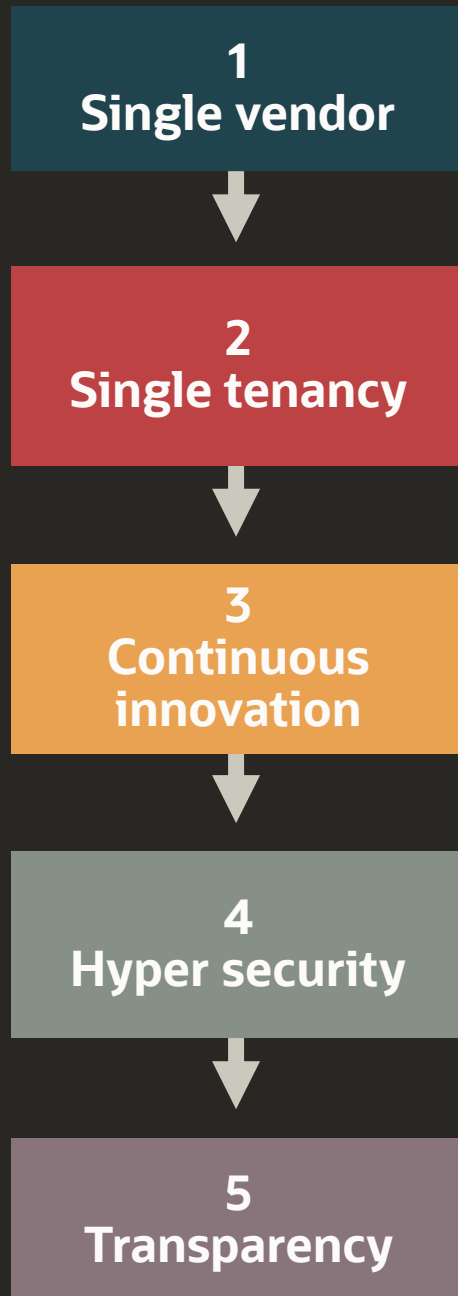 1
Single vendor
2
Single tenancy
3
Continuous
innovation
4
Hyper security
5
Transparency